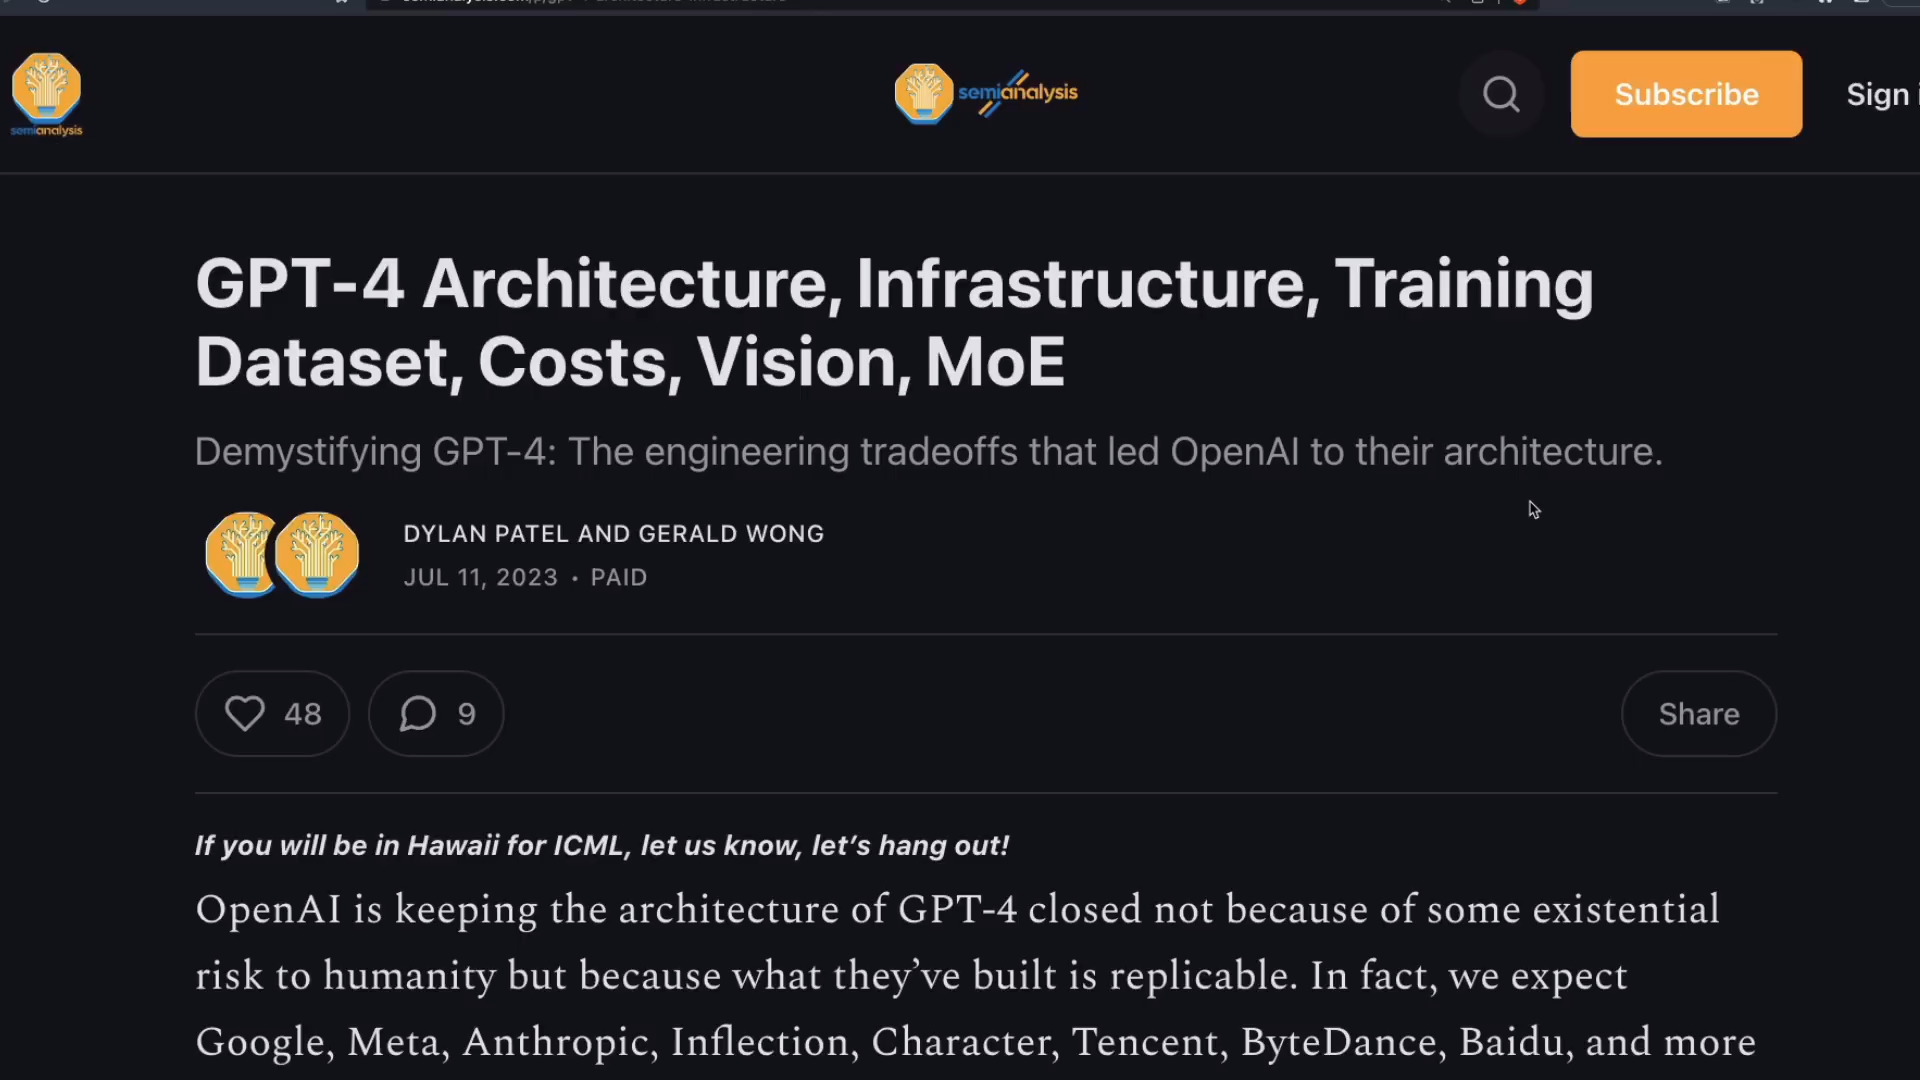 semianalysis
semianalysis
Subscribe
Sign
GPT-4 Architecture, Infrastructure, Training
Dataset, Costs, Vision, MoE
Demystifying GPT-4: The engineering tradeoffs that led OpenAI to their architecture.
DYLAN PATEL AND GERALD WONG
JUL 11, 2023 • PAID
48
9
Share
If you will be in Hawaii for ICML, let us know, let’s hang out!
OpenAI is keeping the architecture of GPT-4 closed not because of some existential
risk to humanity but because what they’ve built is replicable. In fact, we expect
Google, Meta, Anthropic, Inflection, Character, Tencent, ByteDance, Baidu, and more